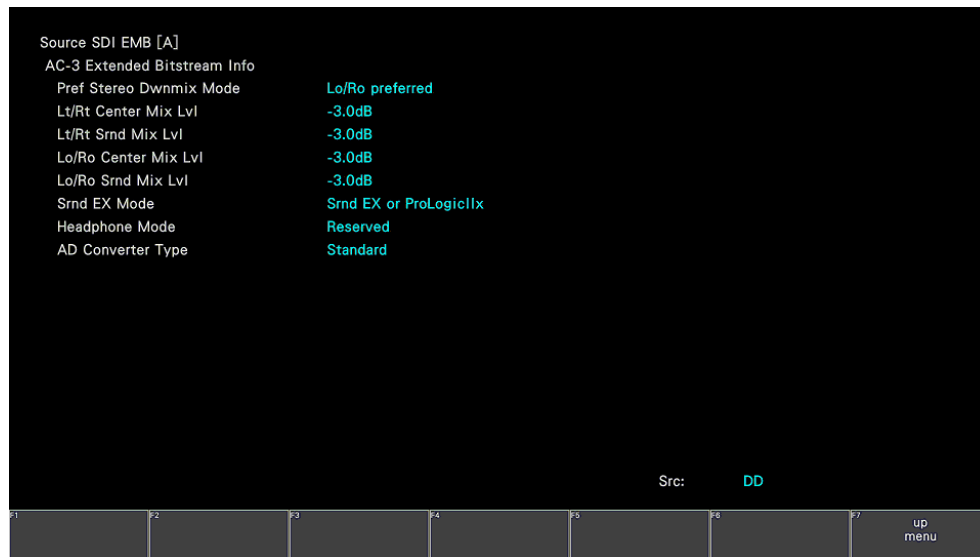 Source SDI EMB [A]
AC-3 Extended Bitstream Info
Pref Stereo Dwnmix Mode Lo/Ro preferred
Lt/Rt Center Mix Lvl -3.0dB
Lt/Rt Srnd Mix Lvl -3.0dB
Lo/Ro Center Mix Lvl -3.0dB
Lo/Ro Srnd Mix Lvl -3.0dB
Srnd EX Mode Srnd EX or ProLogicIIx
Headphone Mode Reserved
AD Converter Type Standard
Src: DD
F1 F2 F3 F4 F5 F6 F7
up
menu